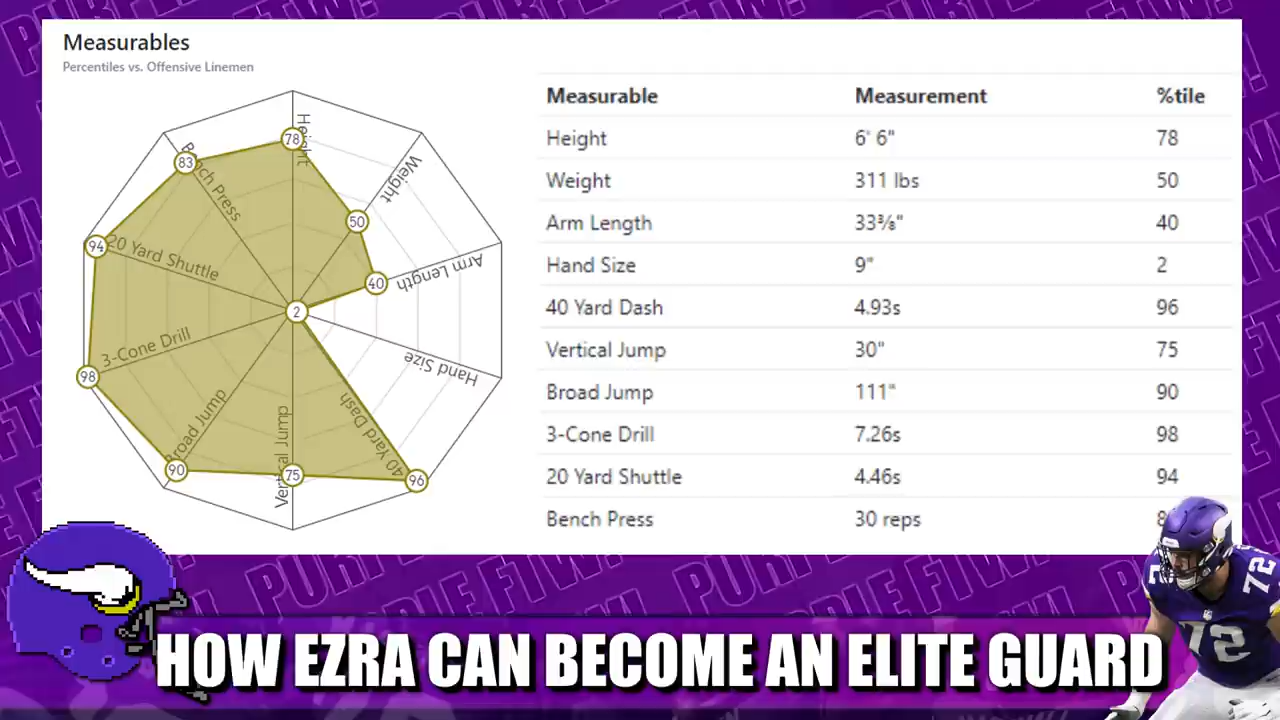 Measurables
Percentiles vs. Offensive Linemen
Height
Weight
Arm Length
Hand Size
40 Yard Dash
Vertical Jump
Broad Jump
3-Cone Drill
20 Yard Shuttle
Bench Press
78
50
40
2
96
75
90
98
94
83
Measurable Measurement %tile
Height 6' 6" 78
Weight 311 lbs 50
Arm Length 33⅜" 40
Hand Size 9" 2
40 Yard Dash 4.93s 96
Vertical Jump 30" 75
Broad Jump 111" 90
3-Cone Drill 7.26s 98
20 Yard Shuttle 4.46s 94
Bench Press 30 reps 8
HOW EZRA CAN BECOME AN ELITE GUARD
72
72
PURPLE FTW!